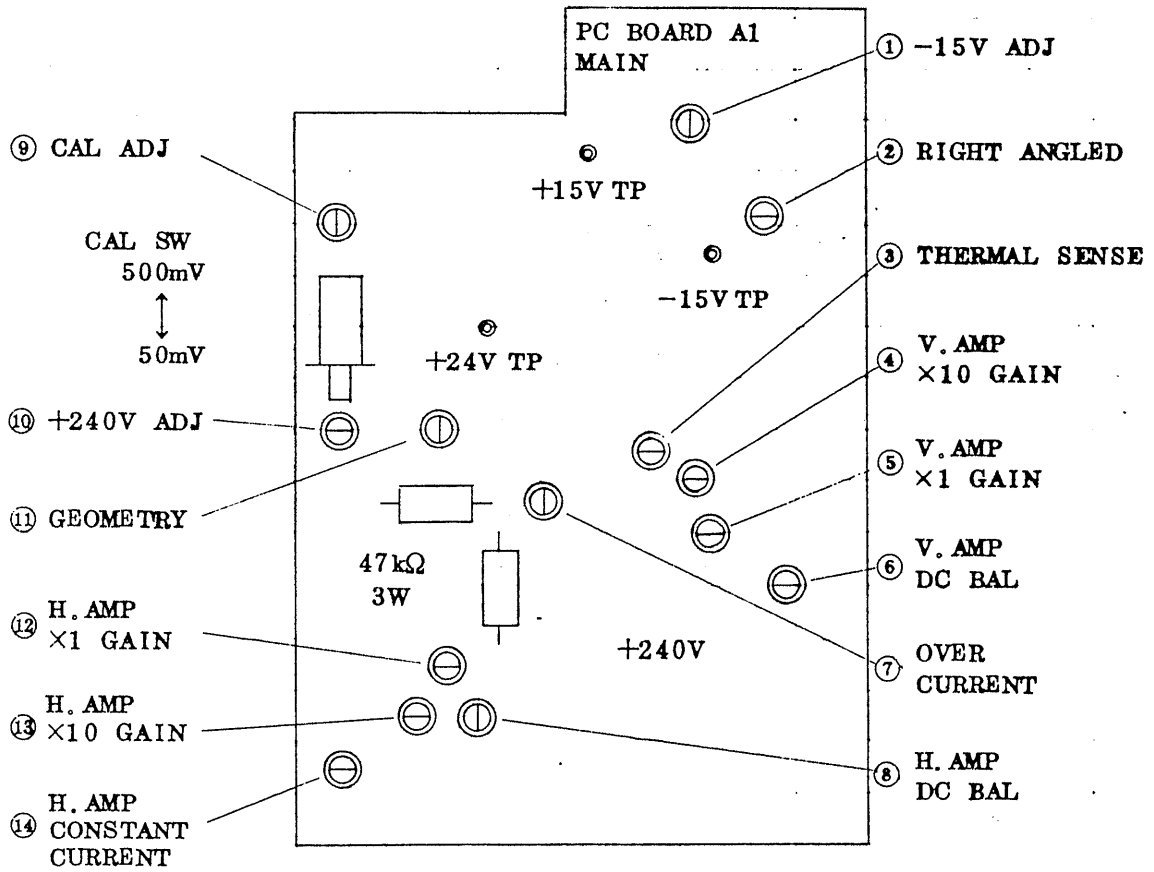 PC BOARD A1
MAIN
① −15V ADJ
② RIGHT ANGLED
③ THERMAL SENSE
④ V.AMP
×10 GAIN
⑤ V.AMP
×1 GAIN
⑥ V.AMP
DC BAL
⑦ OVER
CURRENT
⑧ H.AMP
DC BAL
⑨ CAL ADJ
CAL SW
500mV
50mV
⑩ +240V ADJ
⑪ GEOMETRY
⑫ H.AMP
×1 GAIN
⑬ H.AMP
×10 GAIN
⑭ H.AMP
CONSTANT
CURRENT
+15V TP
−15V TP
+24V TP
47kΩ
3W
+240V